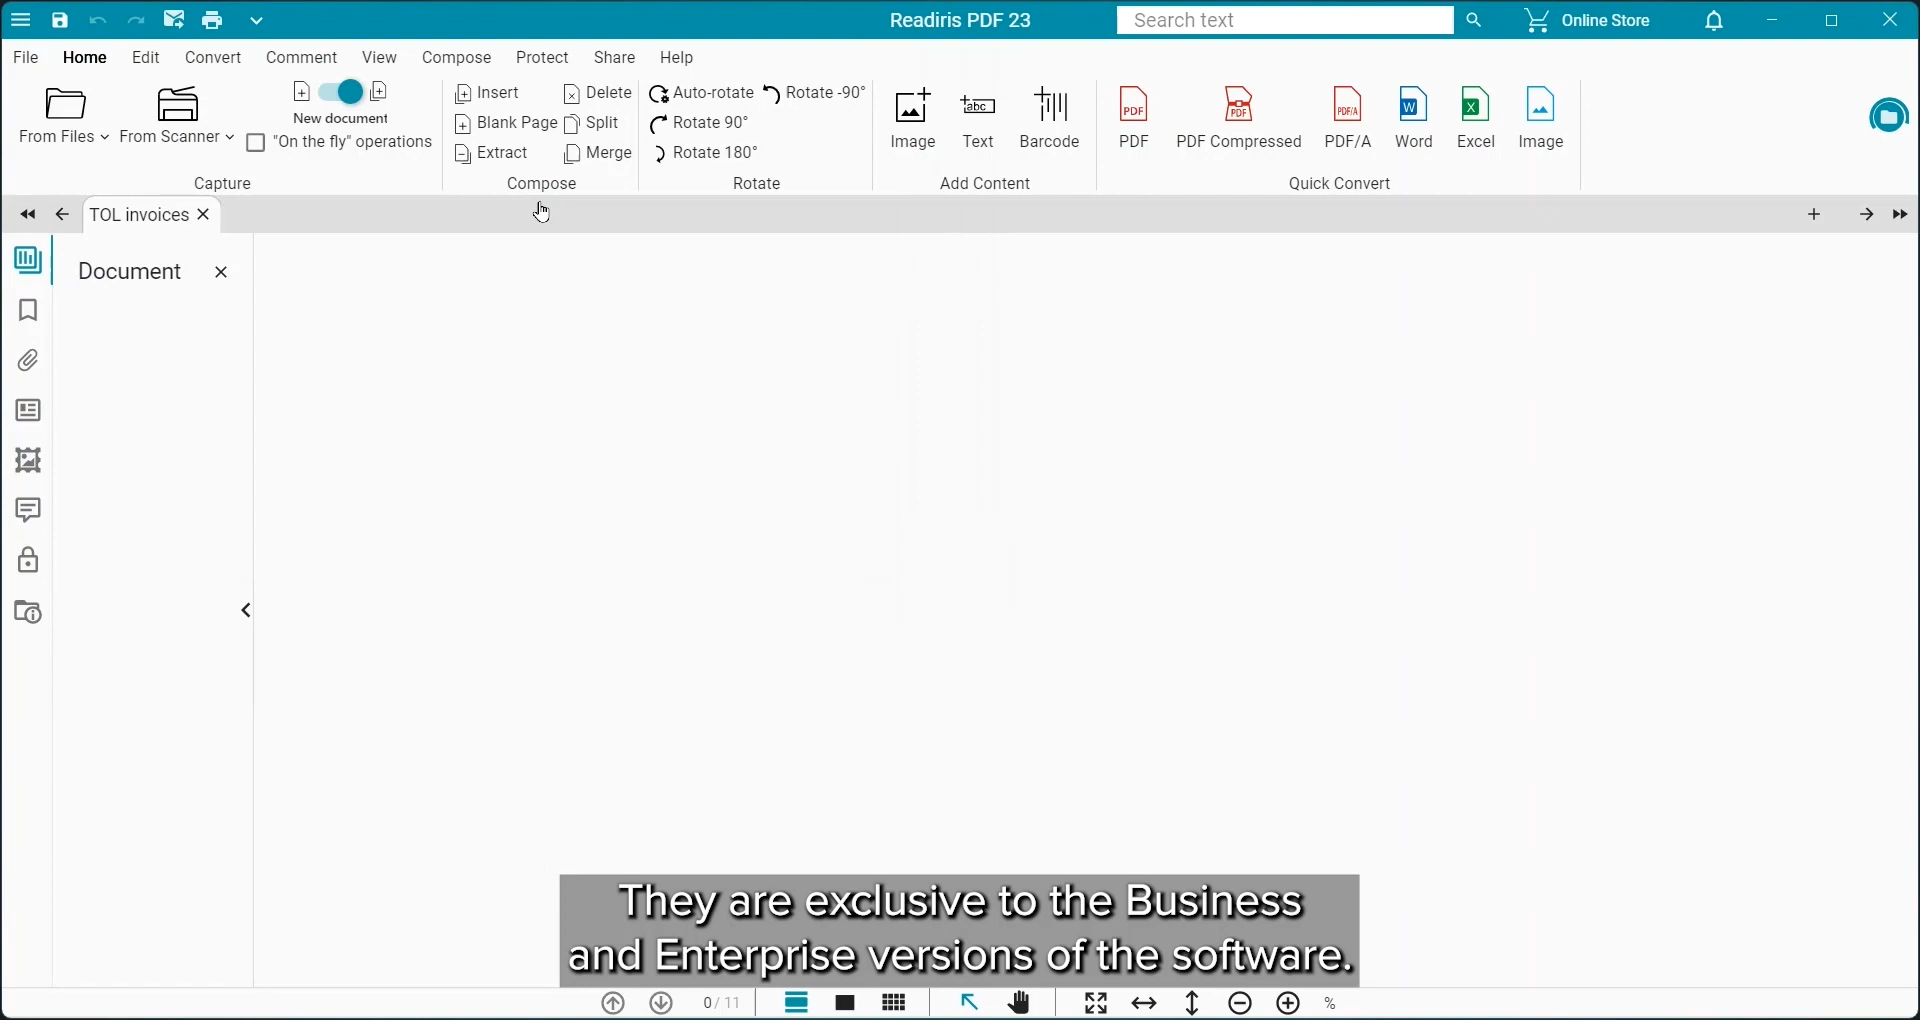 Readiris PDF 23
Search text
Online Store
File Home Edit Convert Comment View Compose Protect Share Help
From Files
From Scanner
New document
"On the fly" operations
Capture
Insert
Delete
Blank Page
Split
Extract
Merge
Compose
Auto-rotate
Rotate -90°
Rotate 90°
Rotate 180°
Rotate
abc
Image
Text
Barcode
Add Content
PDF
PDF
PDF
PDF Compressed
PDF/A
PDF/A
W
Word
X
Excel
Image
Quick Convert
TOL invoices
Document
They are exclusive to the Business
and Enterprise versions of the software.
0 / 11
%